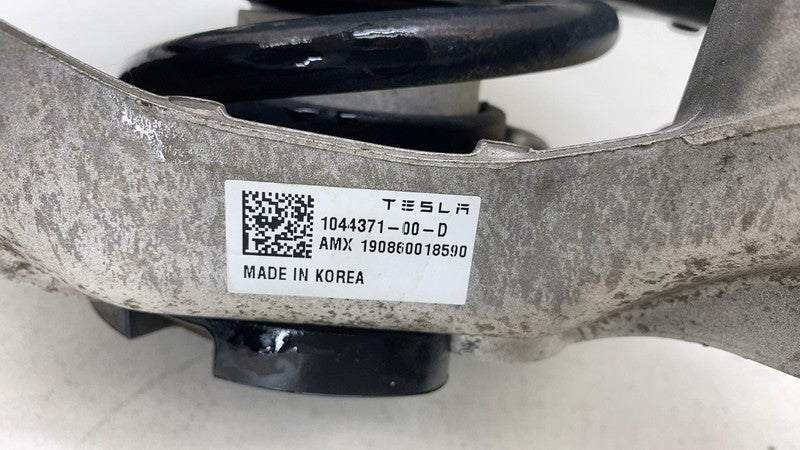 TESLA
1044371-00-D
AMX 190860018590
MADE IN KOREA